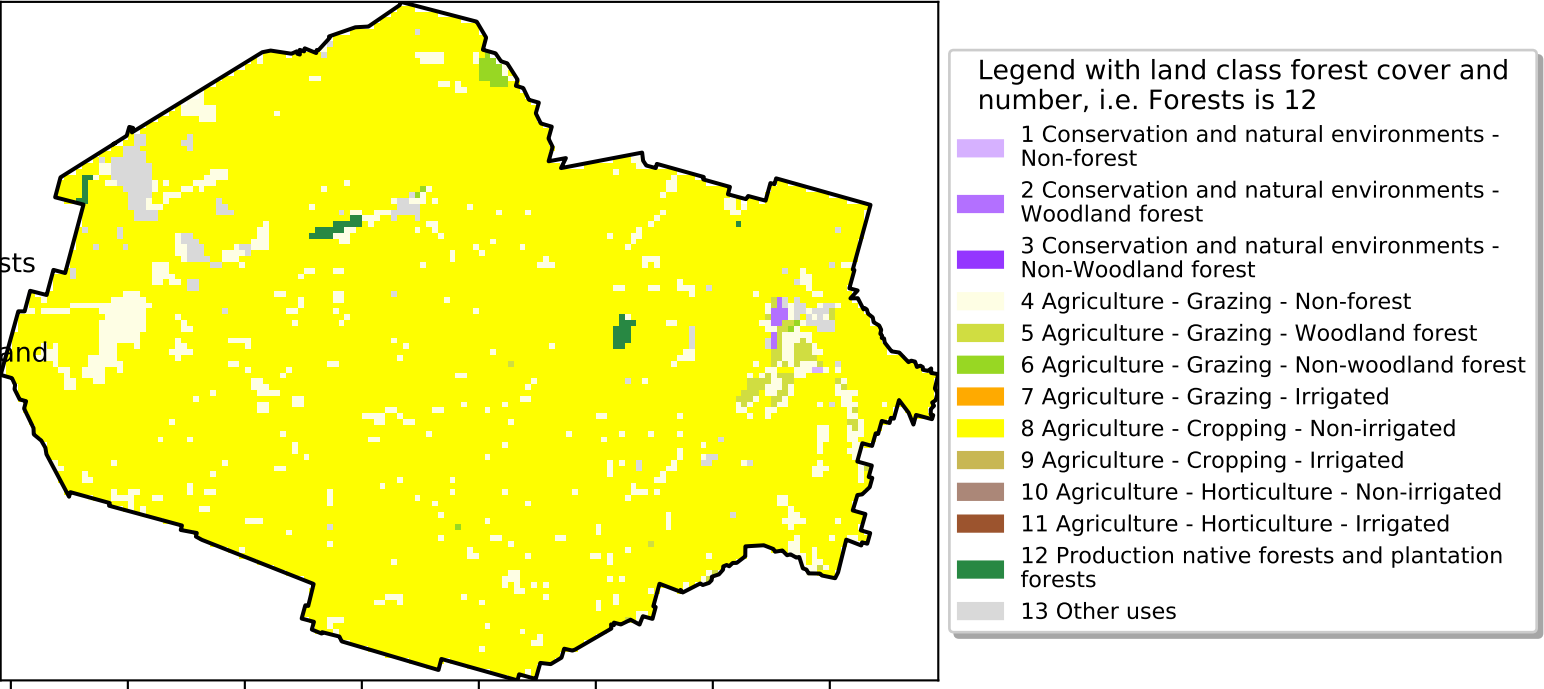 sts
and
Legend with land class forest cover and
number, i.e. Forests is 12
1 Conservation and natural environments -
Non-forest
2 Conservation and natural environments -
Woodland forest
3 Conservation and natural environments -
Non-Woodland forest
4 Agriculture - Grazing - Non-forest
5 Agriculture - Grazing - Woodland forest
6 Agriculture - Grazing - Non-woodland forest
7 Agriculture - Grazing - Irrigated
8 Agriculture - Cropping - Non-irrigated
9 Agriculture - Cropping - Irrigated
10 Agriculture - Horticulture - Non-irrigated
11 Agriculture - Horticulture - Irrigated
12 Production native forests and plantation
forests
13 Other uses